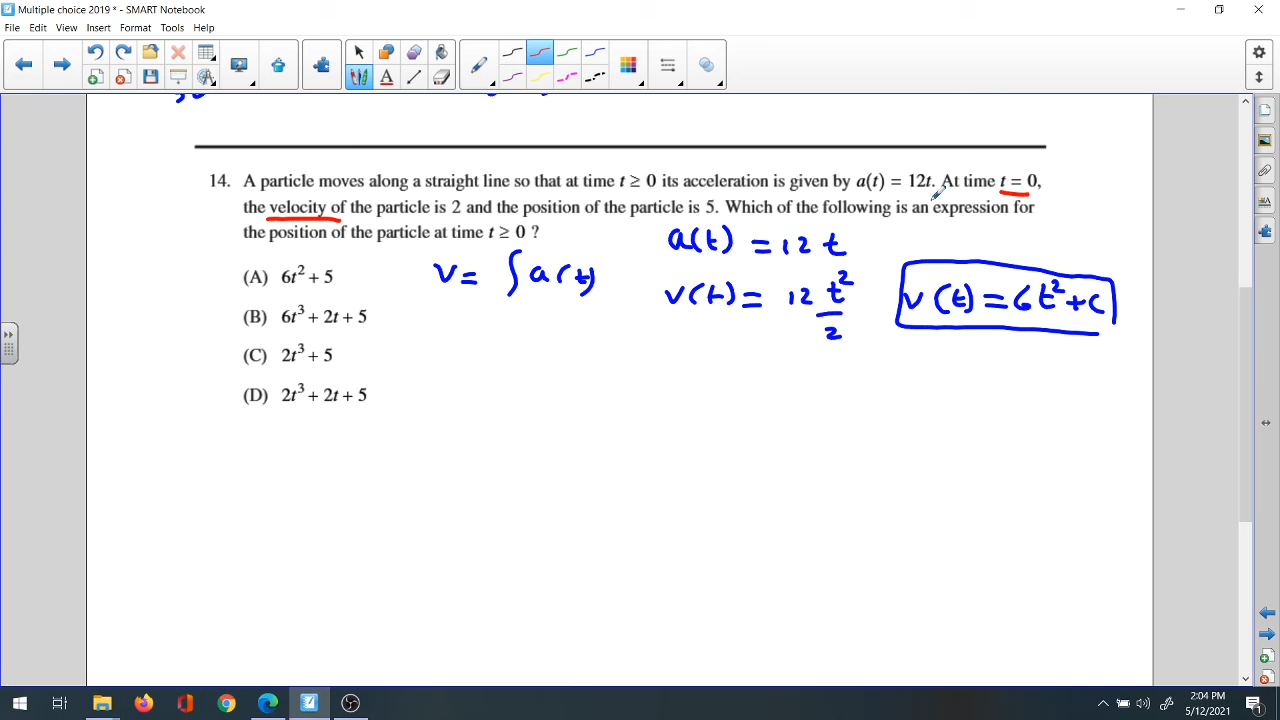 Multiple choice 2019 * - SMART Notebook
File Edit View Insert Format Tools Help
14. A particle moves along a straight line so that at time t ≥ 0 its acceleration is given by a(t) = 12t. At time t = 0,
the velocity of the particle is 2 and the position of the particle is 5. Which of the following is an expression for
the position of the particle at time t ≥ 0 ?
a(t) = 12 t
(A) 6t² + 5
v = ∫ a(t)
v(t) = 12 t²/2
v(t) = 6t² + c
(B) 6t³ + 2t + 5
(C) 2t³ + 5
(D) 2t³ + 2t + 5
2:04 PM
5/12/2021